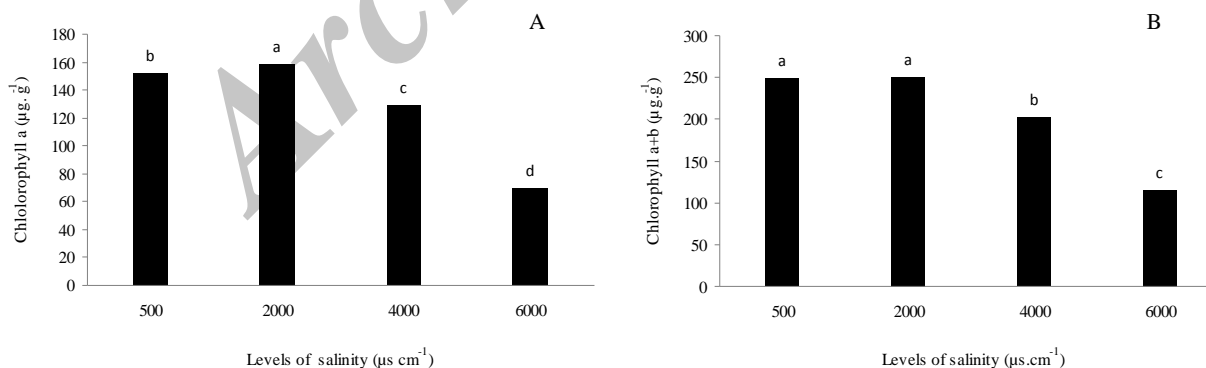 A
Chlolorophyll a (µg. g⁻¹)
180
160
140
120
100
80
60
40
20
0
b
a
c
d
500 2000 4000 6000
Levels of salinity (µs cm⁻¹)
B
Chlorophyll a+b (µg.g⁻¹)
300
250
200
150
100
50
0
a
a
b
c
500 2000 4000 6000
Levels of salinity (µs.cm⁻¹)